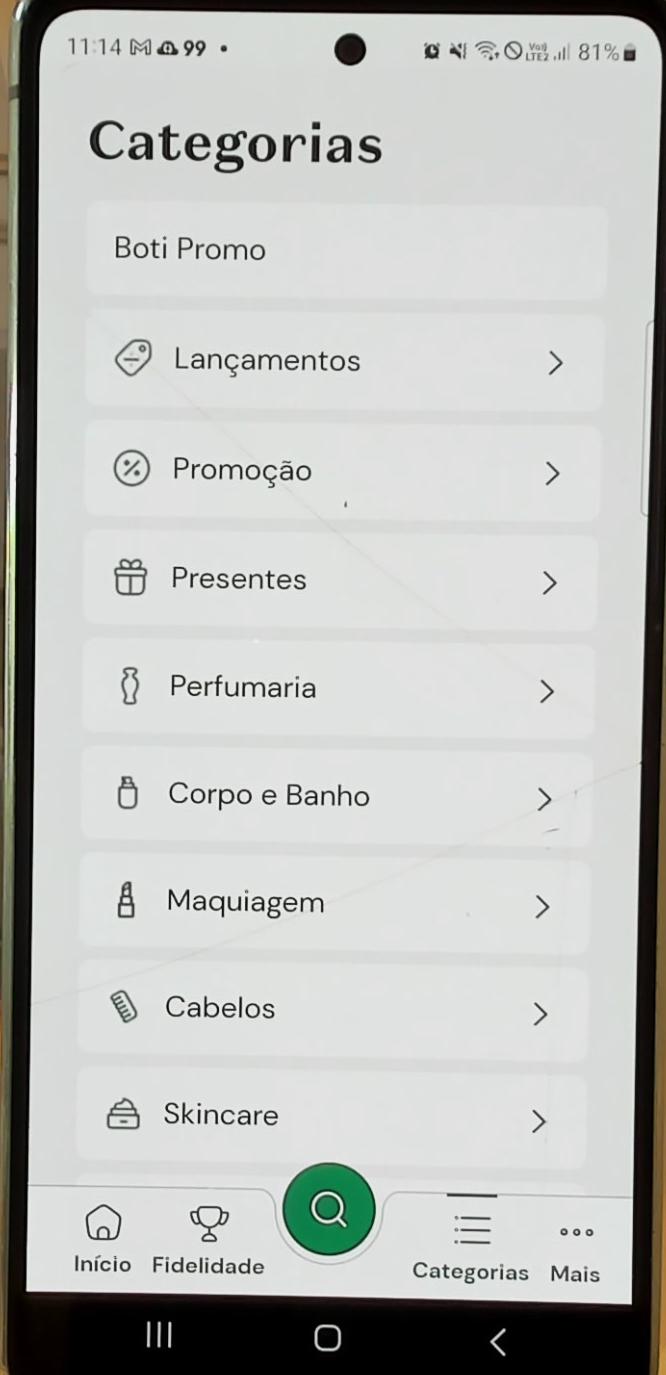 11:14 99
Vo)) LTE2 81%
Categorias
Boti Promo
Lançamentos
Promoção
Presentes
Perfumaria
Corpo e Banho
Maquiagem
Cabelos
Skincare
Início Fidelidade Categorias Mais